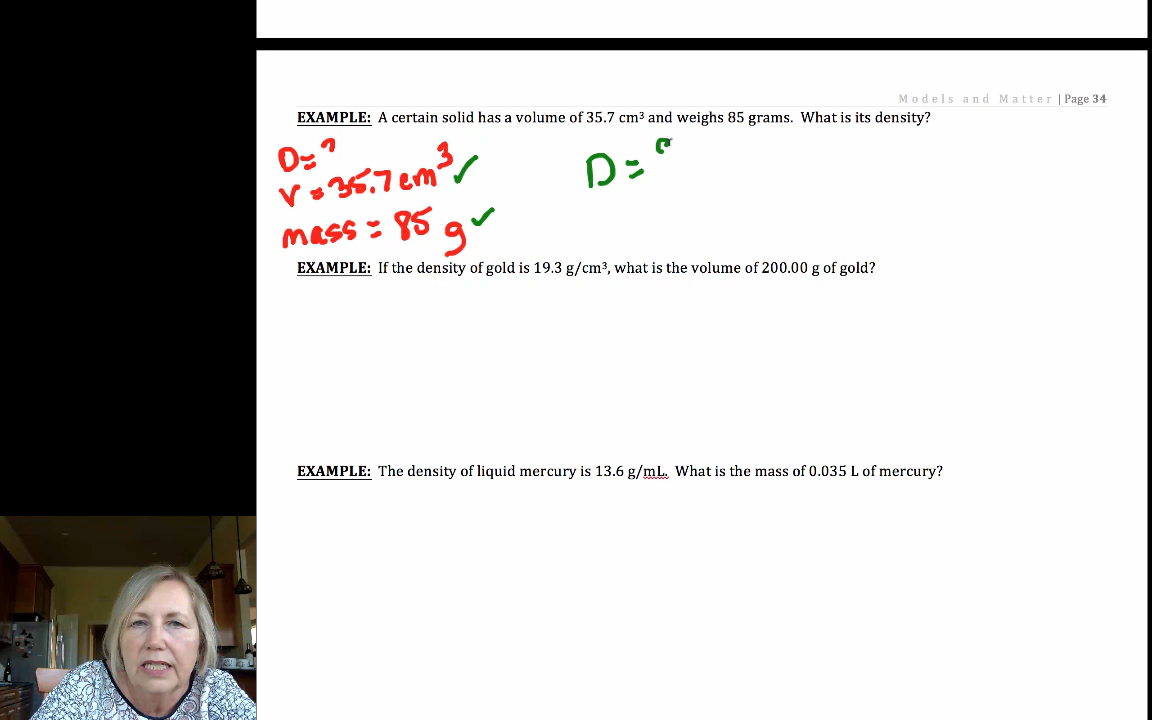 Models and Matter | Page 34
EXAMPLE: A certain solid has a volume of 35.7 cm³ and weighs 85 grams. What is its density?
D = ?
V = 35.7 cm³ ✓
mass = 85 g ✓
D =
EXAMPLE: If the density of gold is 19.3 g/cm³, what is the volume of 200.00 g of gold?
EXAMPLE: The density of liquid mercury is 13.6 g/mL. What is the mass of 0.035 L of mercury?